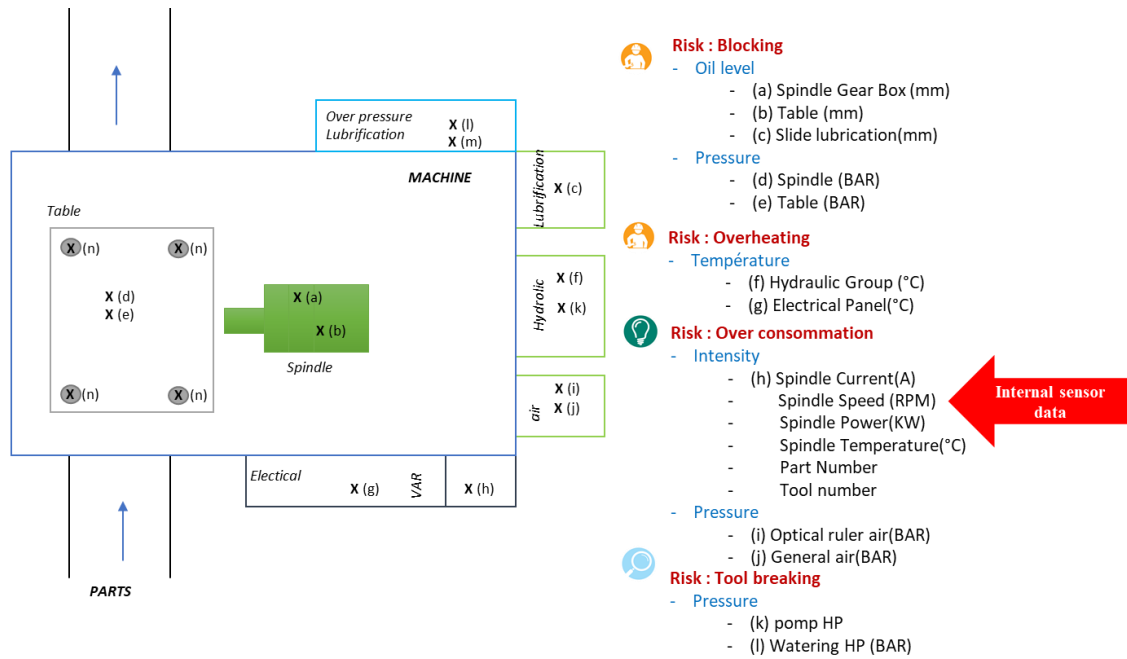 Over pressure
Lubrification
X (l)
X (m)
MACHINE
Lubrification
X (c)
Table
X (n)
X (n)
X (d)
X (e)
X (n)
X (n)
X (a)
X (b)
Spindle
Hydrolic
X (f)
X (k)
air
X (i)
X (j)
Electical
X (g)
VAR
X (h)
PARTS
Risk : Blocking
- Oil level
- (a) Spindle Gear Box (mm)
- (b) Table (mm)
- (c) Slide lubrication(mm)
- Pressure
- (d) Spindle (BAR)
- (e) Table (BAR)
Risk : Overheating
- Température
- (f) Hydraulic Group (°C)
- (g) Electrical Panel(°C)
Risk : Over consommation
- Intensity
- (h) Spindle Current(A)
- Spindle Speed (RPM)
- Spindle Power(KW)
- Spindle Temperature(°C)
- Part Number
- Tool number
- Pressure
- (i) Optical ruler air(BAR)
- (j) General air(BAR)
Risk : Tool breaking
- Pressure
- (k) pomp HP
- (l) Watering HP (BAR)
Internal sensor
data